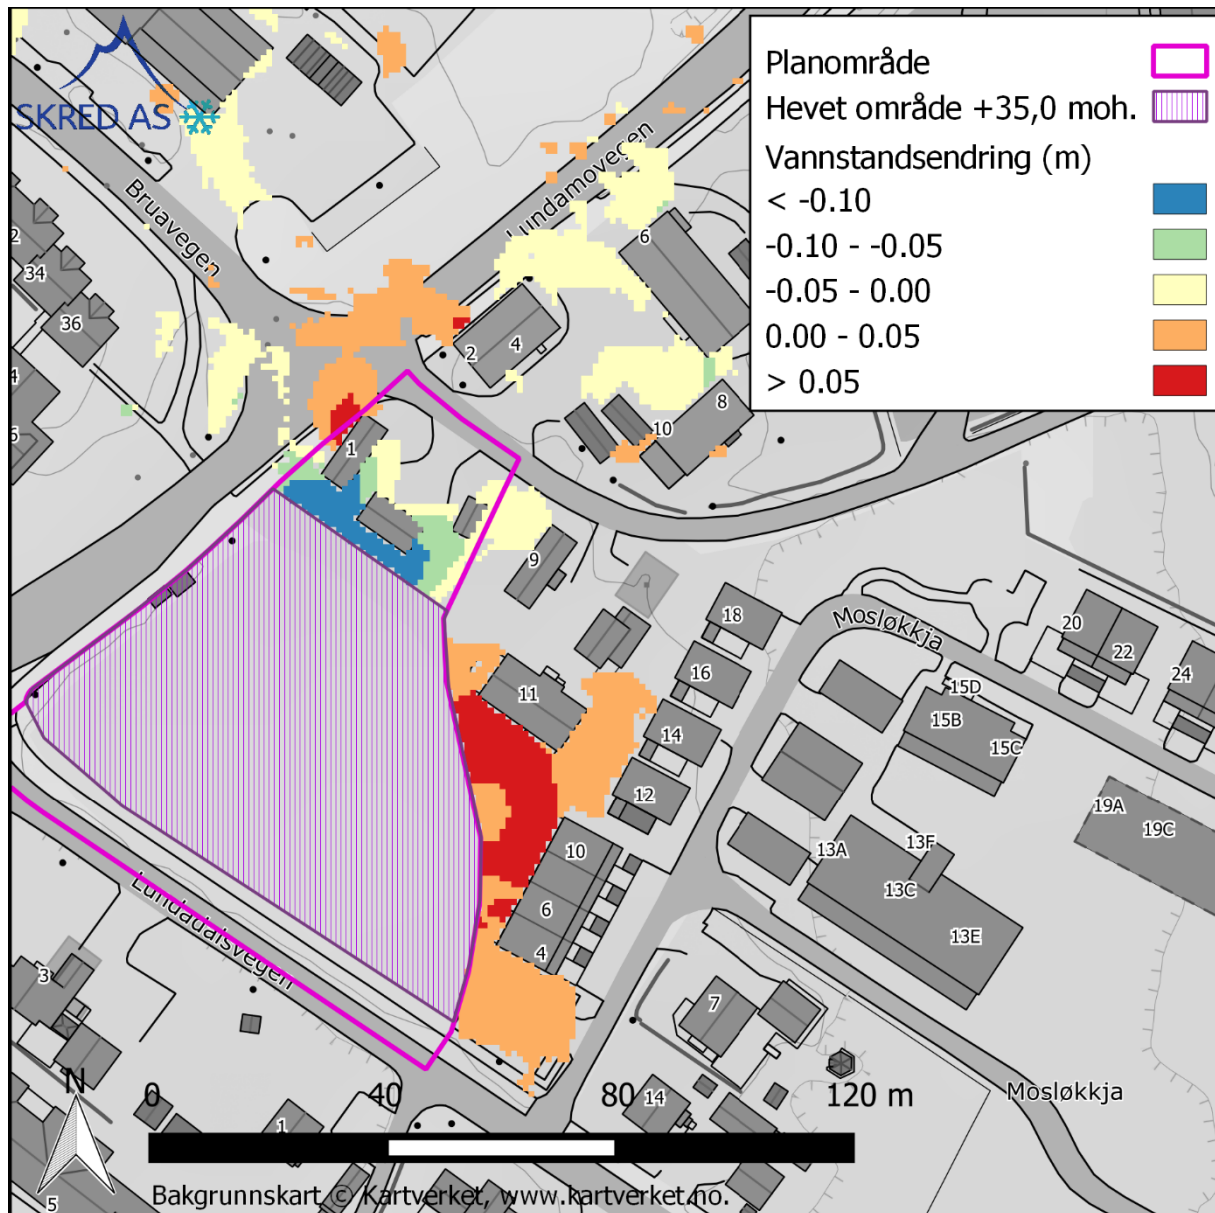 SKRED AS
Planområde
Hevet område +35,0 moh.
Vannstandsendring (m)
< -0.10
-0.10 - -0.05
-0.05 - 0.00
0.00 - 0.05
> 0.05
Bruavegen
Lundamovegen
6
34
36
2
4
8
10
1
9
18
Mosløkkja
20
22
24
16
11
15D
15B
15C
14
12
19A
19C
10
13A
13F
13C
6
13E
4
Lundadalsvegen
3
7
N
0
40
80
120 m
14
Mosløkkja
1
5
Bakgrunnskart © Kartverket, www.kartverket.no.